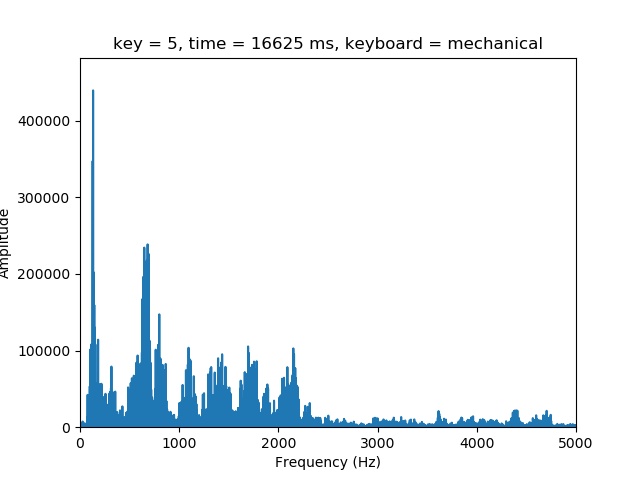 key = 5, time = 16625 ms, keyboard = mechanical
400000
300000
200000
100000
0
Amplitude
0 1000 2000 3000 4000 5000
Frequency (Hz)